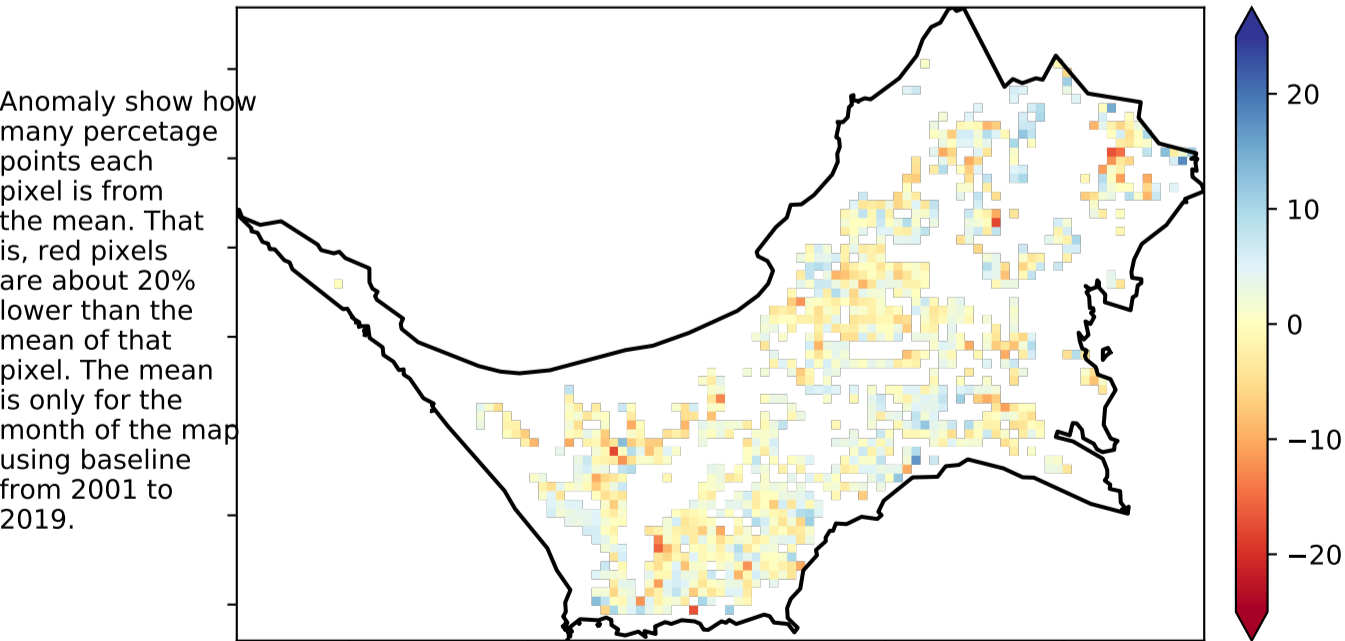 Anomaly show how
many percetage
points each
pixel is from
the mean. That
is, red pixels
are about 20%
lower than the
mean of that
pixel. The mean
is only for the
month of the map
using baseline
from 2001 to
2019.
20
10
0
−10
−20